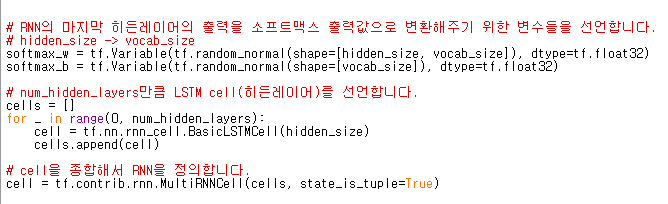 # RNN의 마지막 히든레이어의 출력을 소프트맥스 출력값으로 변환해주기 위한 변수들을 선언합니다.
# hidden_size -> vocab_size
softmax_w = tf.Variable(tf.random_normal(shape=[hidden_size, vocab_size]), dtype=tf.float32)
softmax_b = tf.Variable(tf.random_normal(shape=[vocab_size]), dtype=tf.float32)
# num_hidden_layers만큼 LSTM cell(히든레이어)를 선언합니다.
cells = []
for _ in range(0, num_hidden_layers):
    cell = tf.nn.rnn_cell.BasicLSTMCell(hidden_size)
    cells.append(cell)
# cell을 종합해서 RNN을 정의합니다.
cell = tf.contrib.rnn.MultiRNNCell(cells, state_is_tuple=True)